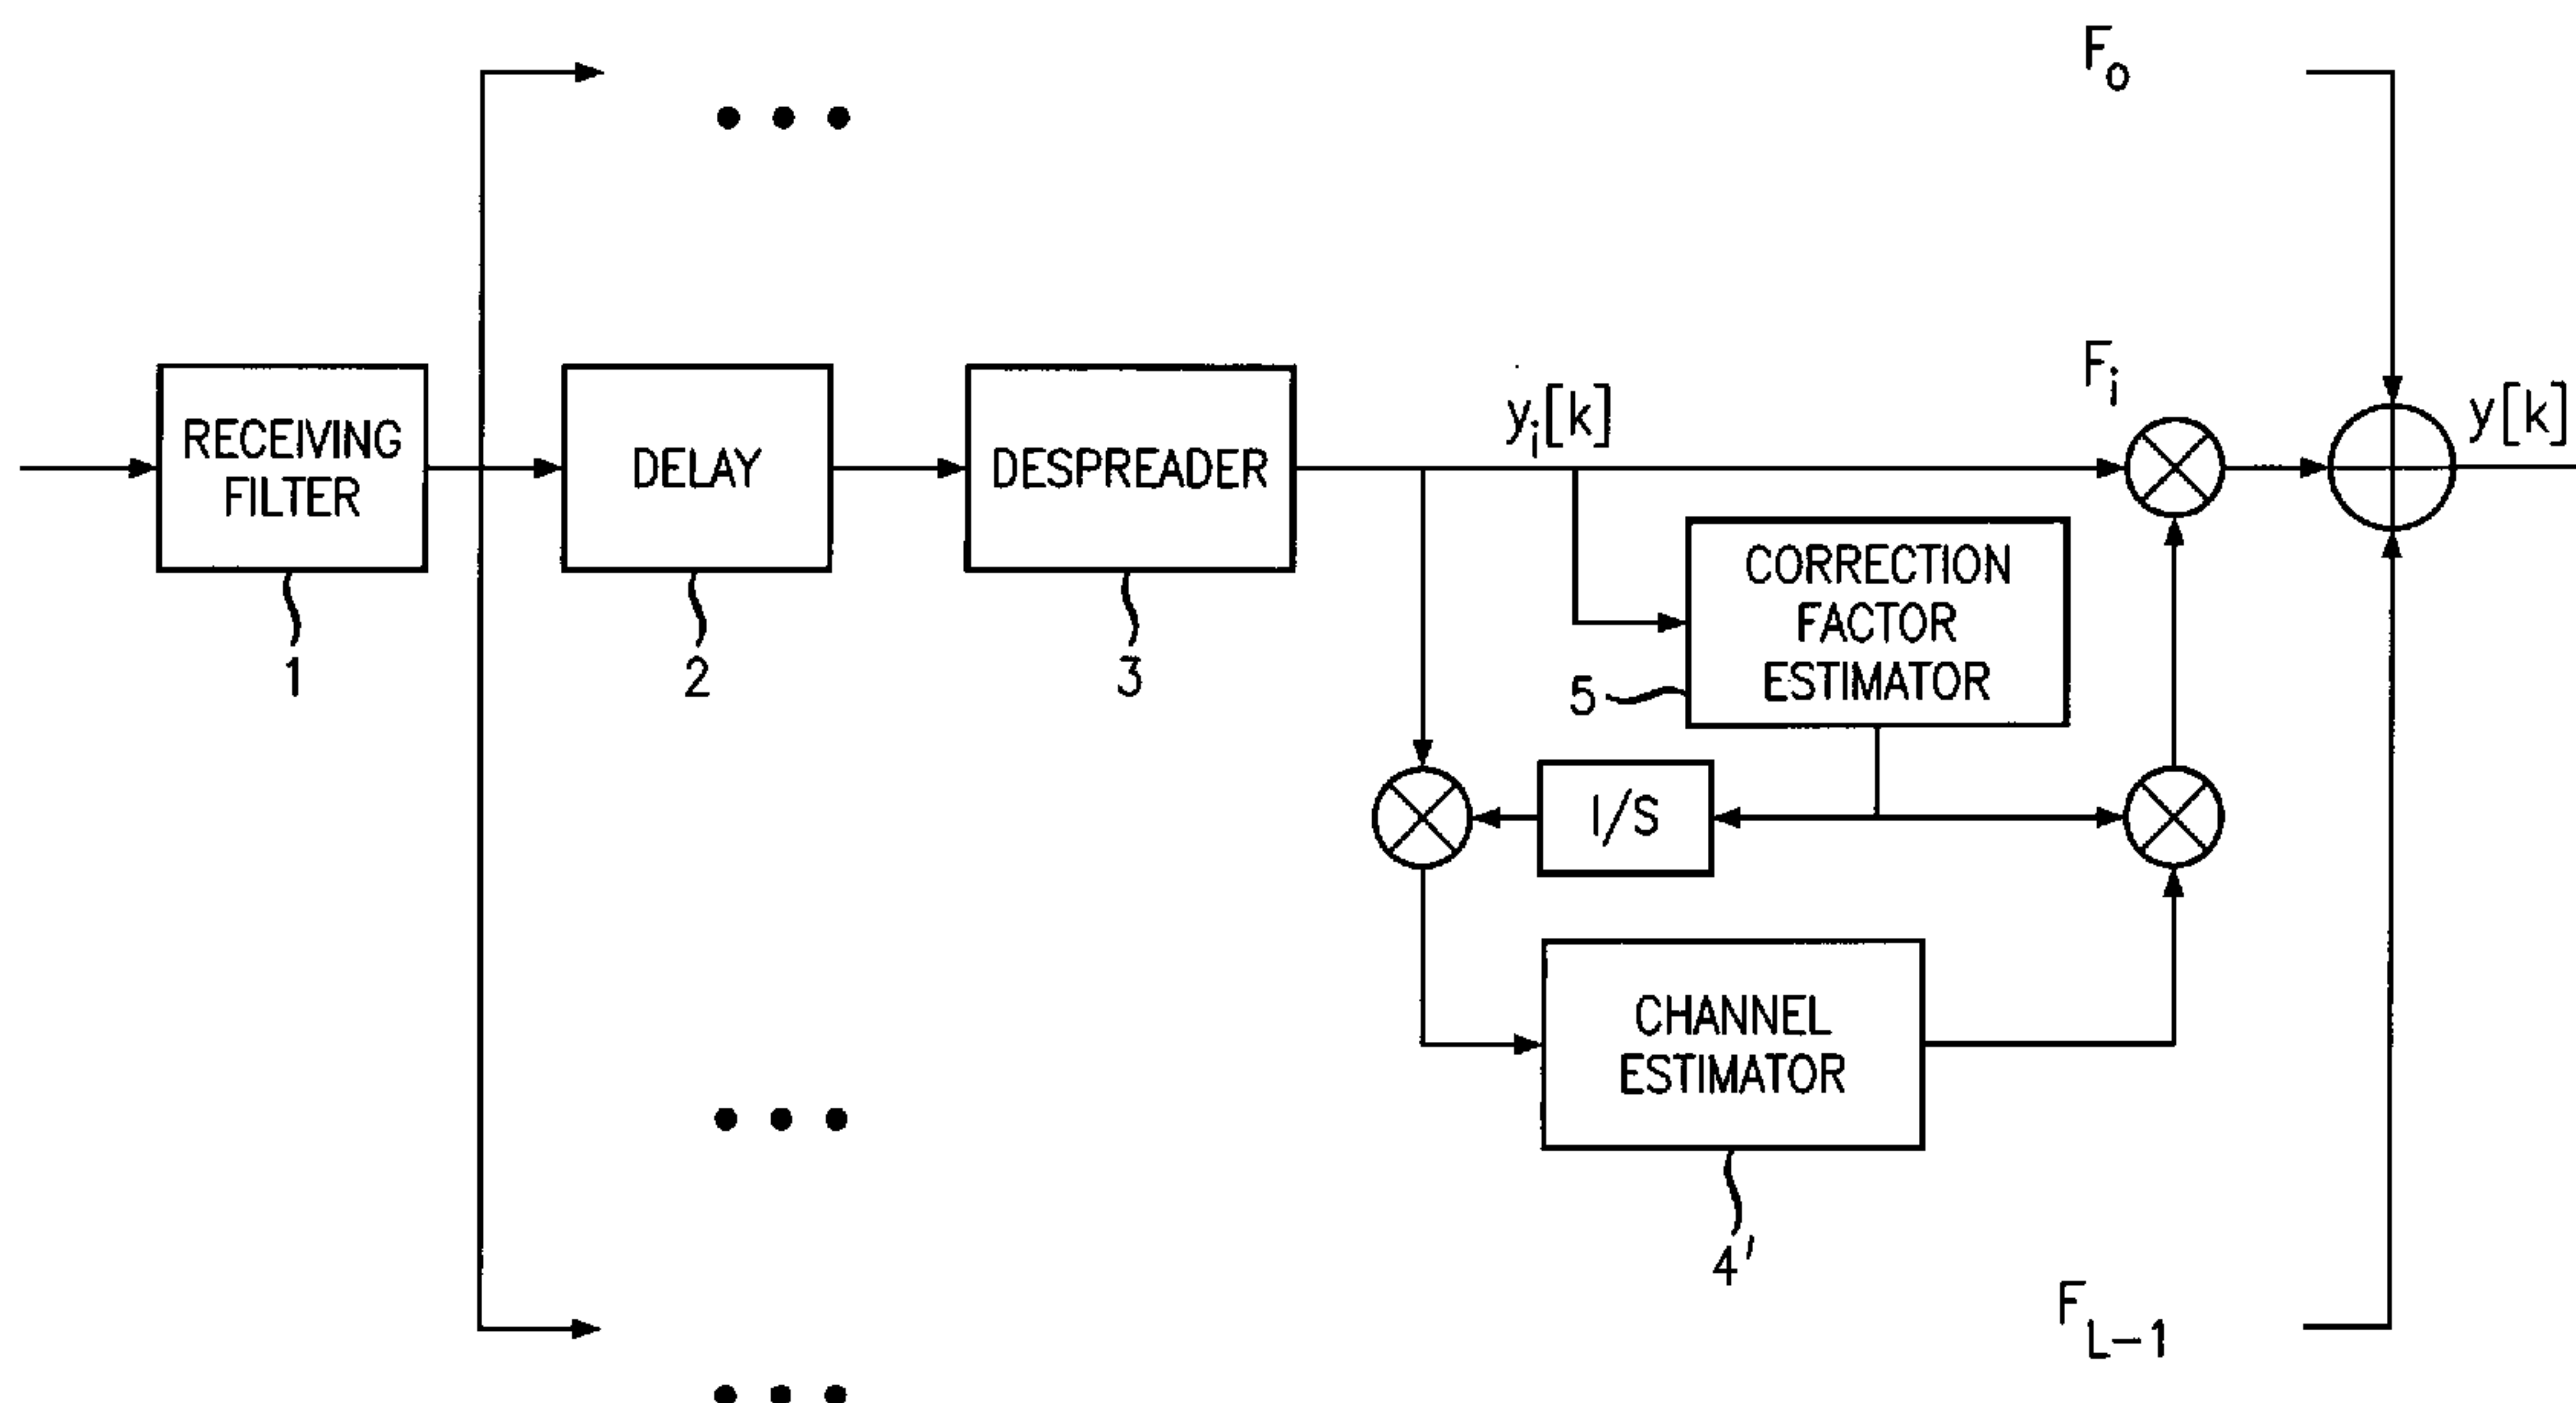 F0
Fi
yi[k]
y[k]
RECEIVING
FILTER
DELAY
DESPREADER
CORRECTION
FACTOR
ESTIMATOR
1
2
3
5
I/S
CHANNEL
ESTIMATOR
4'
FL-1